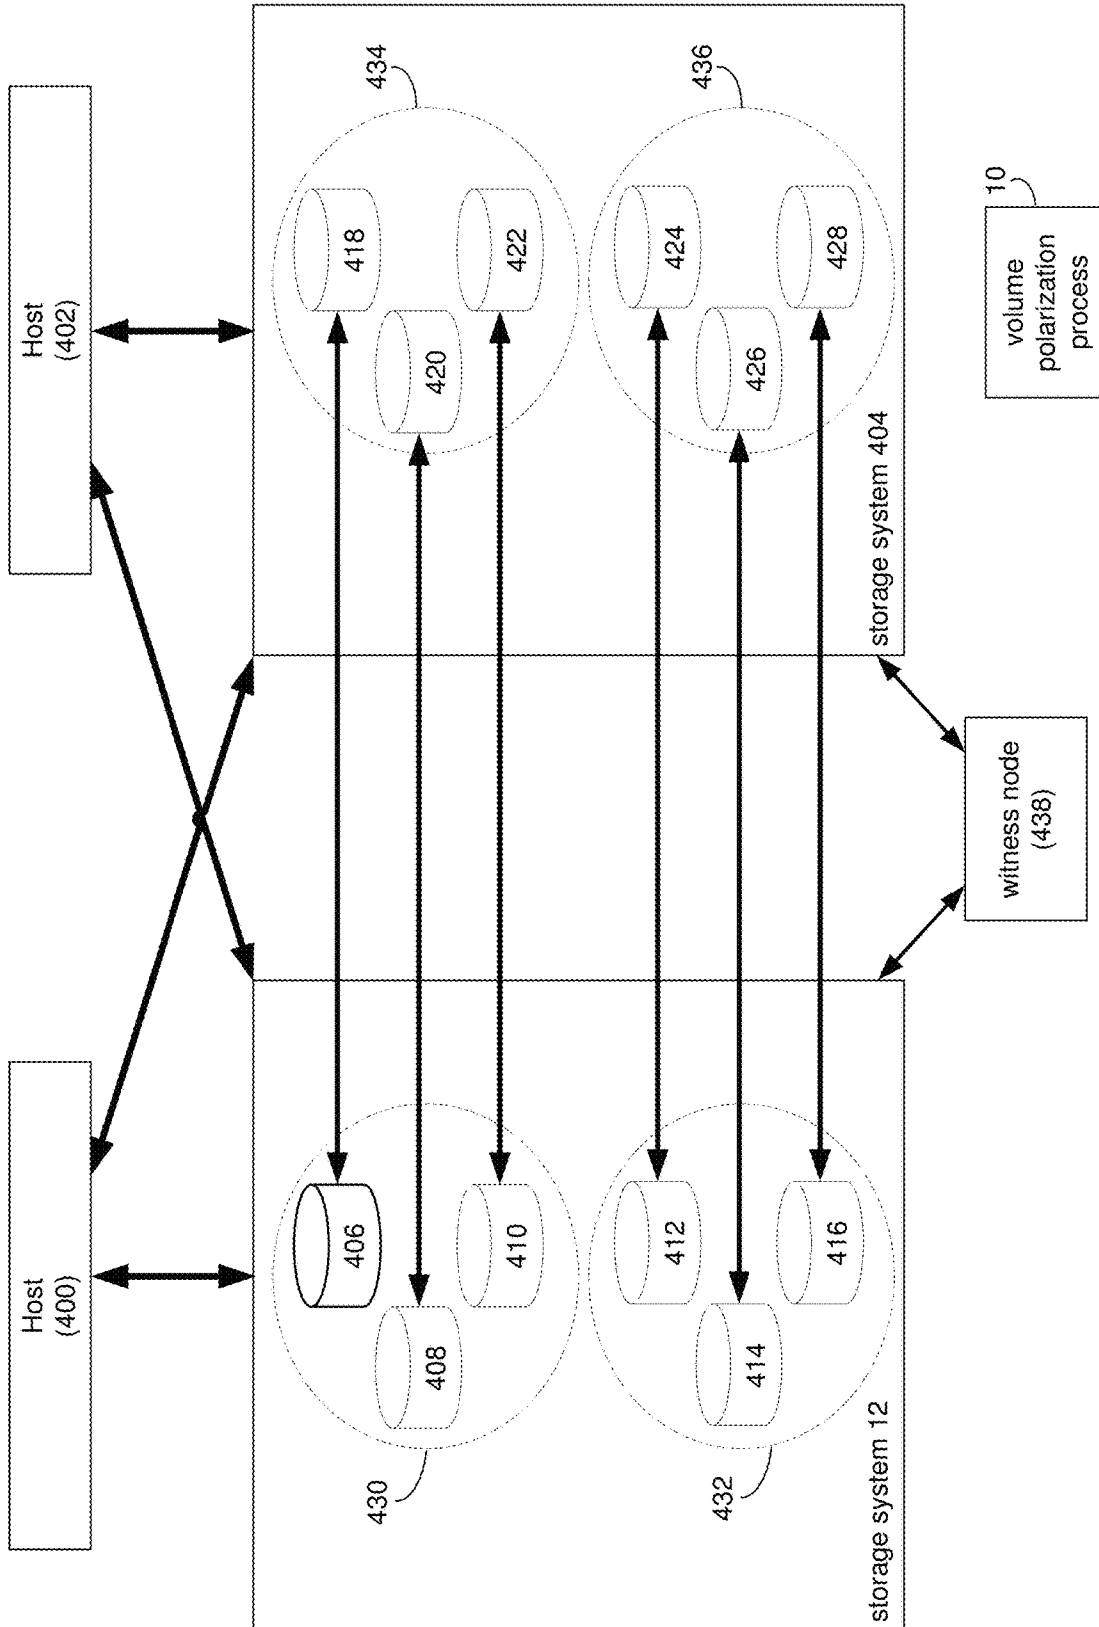 Host
(400)
Host
(402)
430
406
408
410
432
412
414
416
storage system 12
434
418
420
422
436
424
426
428
storage system 404
witness node
(438)
10
volume
polarization
process